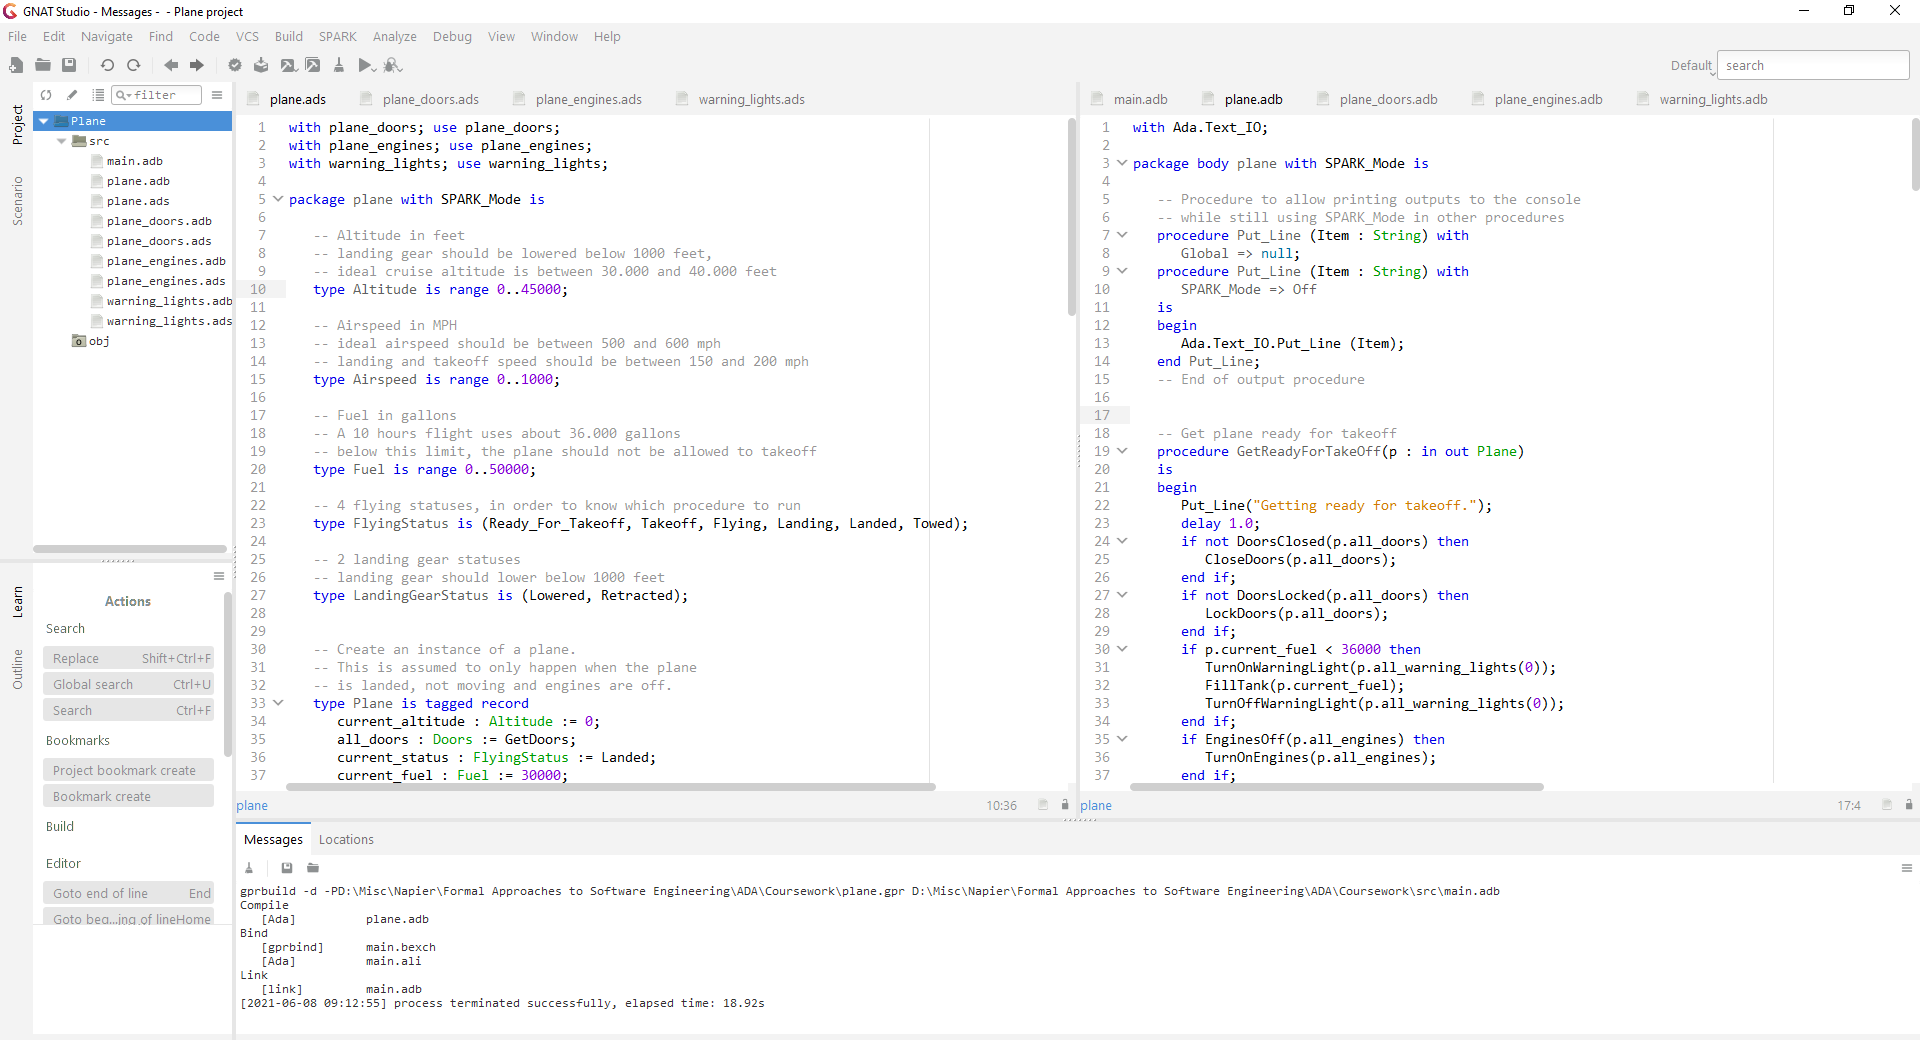 GNAT Studio - Messages -  - Plane project
File Edit Navigate Find Code VCS Build SPARK Analyze Debug View Window Help
Default search
Project
Scenario
filter
Plane
src
main.adb
plane.adb
plane.ads
plane_doors.adb
plane_doors.ads
plane_engines.adb
plane_engines.ads
warning_lights.adb
warning_lights.ads
obj
Learn
Outline
Actions
Search
Replace Shift+Ctrl+F
Global search Ctrl+U
Search Ctrl+F
Bookmarks
Project bookmark create
Bookmark create
Build
Editor
Goto end of line End
Goto beg...ing of line Home
plane.ads plane_doors.ads plane_engines.ads warning_lights.ads
1 with plane_doors; use plane_doors;
2 with plane_engines; use plane_engines;
3 with warning_lights; use warning_lights;
4
5 package plane with SPARK_Mode is
6
7 -- Altitude in feet
8 -- landing gear should be lowered below 1000 feet,
9 -- ideal cruise altitude is between 30.000 and 40.000 feet
10 type Altitude is range 0..45000;
11
12 -- Airspeed in MPH
13 -- ideal airspeed should be between 500 and 600 mph
14 -- landing and takeoff speed should be between 150 and 200 mph
15 type Airspeed is range 0..1000;
16
17 -- Fuel in gallons
18 -- A 10 hours flight uses about 36.000 gallons
19 -- below this limit, the plane should not be allowed to takeoff
20 type Fuel is range 0..50000;
21
22 -- 4 flying statuses, in order to know which procedure to run
23 type FlyingStatus is (Ready_For_Takeoff, Takeoff, Flying, Landing, Landed, Towed);
24
25 -- 2 landing gear statuses
26 -- landing gear should lower below 1000 feet
27 type LandingGearStatus is (Lowered, Retracted);
28
29
30 -- Create an instance of a plane.
31 -- This is assumed to only happen when the plane
32 -- is landed, not moving and engines are off.
33 type Plane is tagged record
34 current_altitude : Altitude := 0;
35 all_doors : Doors := GetDoors;
36 current_status : FlyingStatus := Landed;
37 current_fuel : Fuel := 30000;
plane 10:36
main.adb plane.adb plane_doors.adb plane_engines.adb warning_lights.adb
1 with Ada.Text_IO;
2
3 package body plane with SPARK_Mode is
4
5 -- Procedure to allow printing outputs to the console
6 -- while still using SPARK_Mode in other procedures
7 procedure Put_Line (Item : String) with
8 Global => null;
9 procedure Put_Line (Item : String) with
10 SPARK_Mode => Off
11 is
12 begin
13 Ada.Text_IO.Put_Line (Item);
14 end Put_Line;
15 -- End of output procedure
16
17
18 -- Get plane ready for takeoff
19 procedure GetReadyForTakeOff(p : in out Plane)
20 is
21 begin
22 Put_Line("Getting ready for takeoff.");
23 delay 1.0;
24 if not DoorsClosed(p.all_doors) then
25 CloseDoors(p.all_doors);
26 end if;
27 if not DoorsLocked(p.all_doors) then
28 LockDoors(p.all_doors);
29 end if;
30 if p.current_fuel < 36000 then
31 TurnOnWarningLight(p.all_warning_lights(0));
32 FillTank(p.current_fuel);
33 TurnOffWarningLight(p.all_warning_lights(0));
34 end if;
35 if EnginesOff(p.all_engines) then
36 TurnOnEngines(p.all_engines);
37 end if;
plane 17:4
Messages Locations
gprbuild -d -PD:\Misc\Napier\Formal Approaches to Software Engineering\ADA\Coursework\plane.gpr D:\Misc\Napier\Formal Approaches to Software Engineering\ADA\Coursework\src\main.adb
Compile
[Ada] plane.adb
Bind
[gprbind] main.bexch
[Ada] main.ali
Link
[link] main.adb
[2021-06-08 09:12:55] process terminated successfully, elapsed time: 18.92s